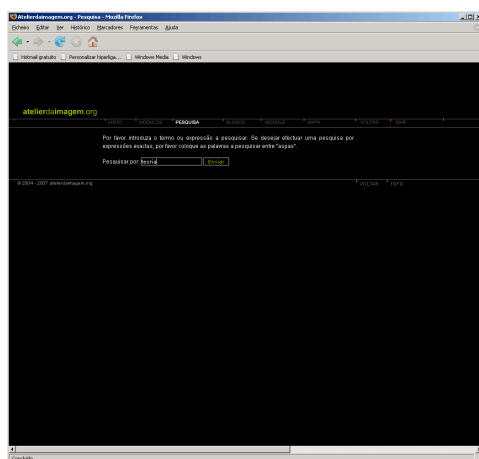 Atelierdaimagem.org - Pesquisa - Mozilla Firefox
Ficheiro Editar Ver Histórico Marcadores Ferramentas Ajuda
Hotmail gratuito Personalizar hiperliga... Windows Media Windows
atelierdaimagem.org
INÍCIO MÓDULOS PESQUISA ALUNOS MOODLE MAPA VOLTAR SAIR
Por favor introduza o termo ou expressão a pesquisar. Se desejar efectuar uma pesquisa por
expressões exactas, por favor coloque as palavras a pesquisar entre "aspas".
Pesquisar por: teoria Enviar
© 2004 - 2007 atelierdaimagem.org VOLTAR TOPO
Concluído